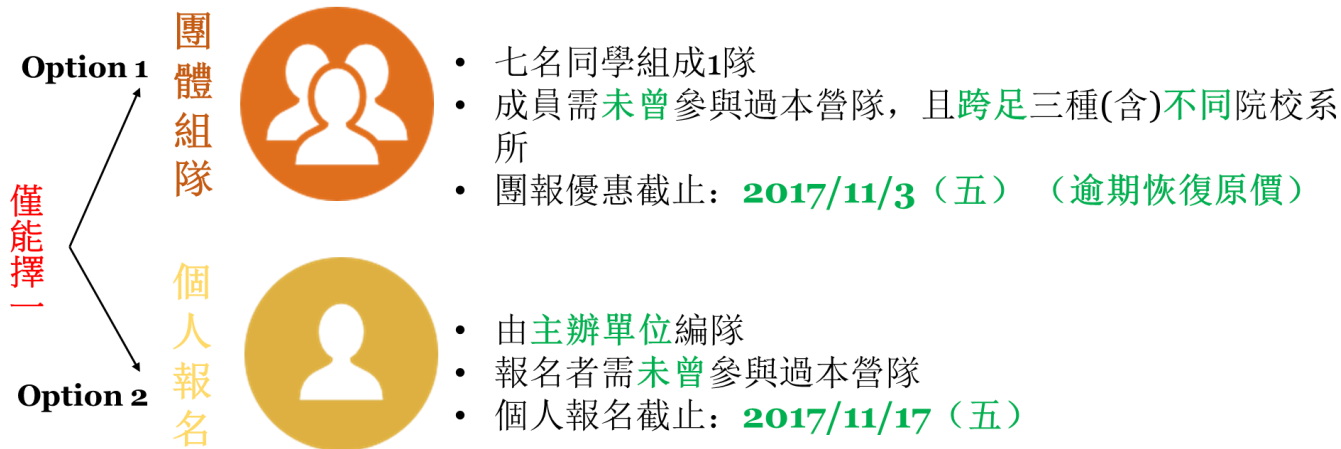 僅能擇一
Option 1
團體組隊
• 七名同學組成1隊
• 成員需未曾參與過本營隊，且跨足三種(含)不同院校系
所
• 團報優惠截止：2017/11/3（五）（逾期恢復原價）
Option 2
個人報名
• 由主辦單位編隊
• 報名者需未曾參與過本營隊
• 個人報名截止：2017/11/17（五）